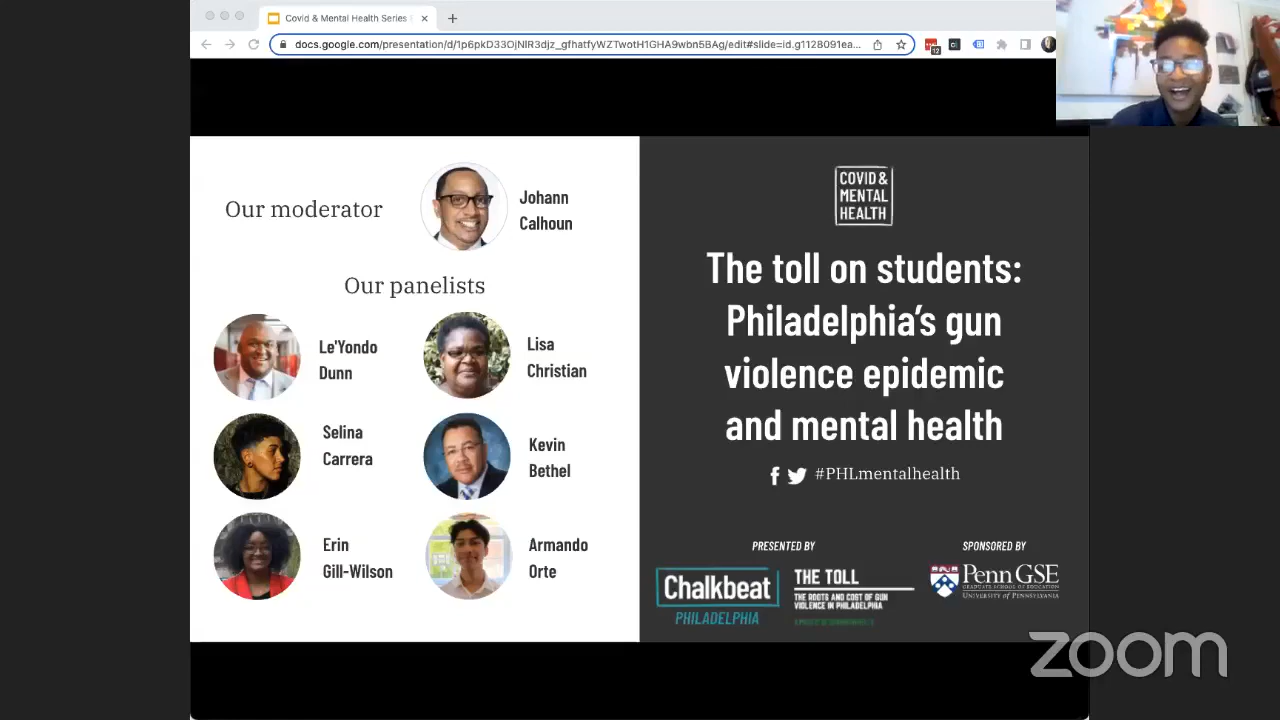 Covid & Mental Health Series
docs.google.com/presentation/d/1p6pkD33OjNIR3djz_gfhatfyWZTwotH1GHA9wbn5BAg/edit#slide=id.g1128091ea...
12
Our moderator
Johann
Calhoun
Our panelists
Le'Yondo
Dunn
Lisa
Christian
Selina
Carrera
Kevin
Bethel
Erin
Gill-Wilson
Armando
Orte
COVID &
MENTAL
HEALTH
The toll on students:
Philadelphia's gun
violence epidemic
and mental health
#PHLmentalhealth
PRESENTED BY
Chalkbeat
PHILADELPHIA
THE TOLL
THE ROOTS AND COST OF GUN
VIOLENCE IN PHILADELPHIA
SPONSORED BY
Penn GSE
GRADUATE SCHOOL OF EDUCATION
UNIVERSITY OF PENNSYLVANIA
zoom